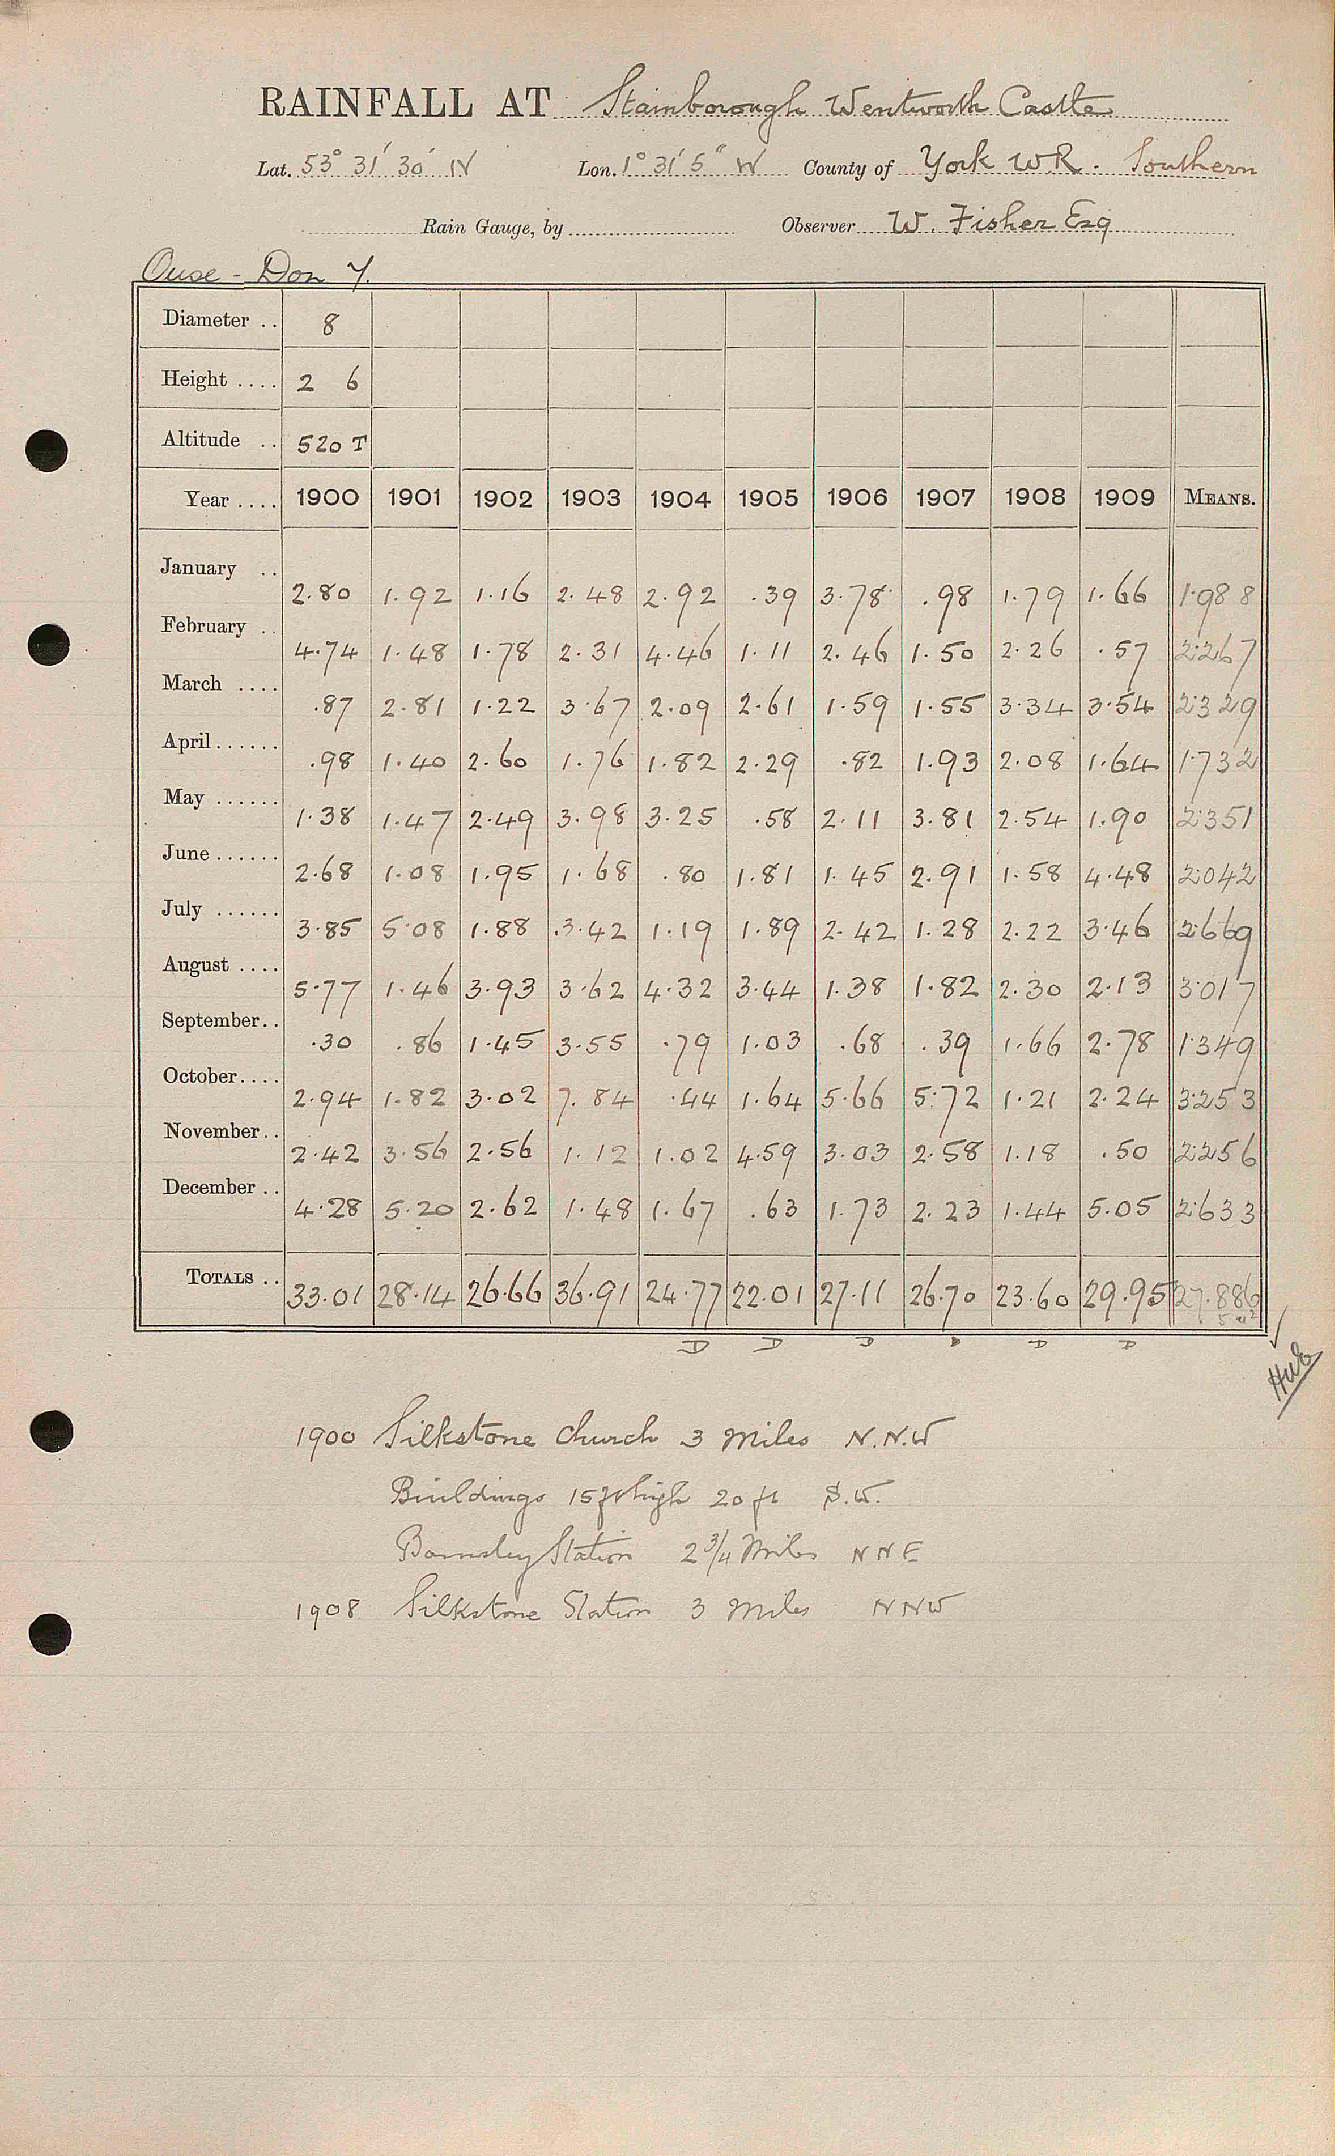 RAINFALL AT Stainborough Wentworth Castle
Lat. 53° 31′ 30″ N Lon. 1° 31′ 5″ W County of York W.R. Southern
Rain Gauge, by Observer W. Fisher Esq
Ouse - Don 7.
Diameter .. 8
Height .... 2 6
Altitude .. 520 T
Year .... 1900 1901 1902 1903 1904 1905 1906 1907 1908 1909 MEANS.
January .. 2.80 1.92 1.16 2.48 2.92 .39 3.78 .98 1.79 1.66 1.988
February .. 4.74 1.48 1.78 2.31 4.46 1.11 2.46 1.50 2.26 .57 2.267
March .... .87 2.81 1.22 3.67 2.09 2.61 1.59 1.55 3.34 3.54 2.329
April ...... .98 1.40 2.60 1.76 1.82 2.29 .82 1.93 2.08 1.64 1.732
May ...... 1.38 1.47 2.49 3.98 3.25 .58 2.11 3.81 2.54 1.90 2.351
June ...... 2.68 1.08 1.95 1.68 .80 1.81 1.45 2.91 1.58 4.48 2.042
July ...... 3.85 5.08 1.88 3.42 1.19 1.89 2.42 1.28 2.22 3.46 2.669
August .... 5.77 1.46 3.93 3.62 4.32 3.44 1.38 1.82 2.30 2.13 3.017
September .. .30 .86 1.45 3.55 .79 1.03 .68 .39 1.66 2.78 1.349
October .... 2.94 1.82 3.02 7.84 .44 1.64 5.66 5.72 1.21 2.24 3.253
November .. 2.42 3.56 2.56 1.12 1.02 4.59 3.03 2.58 1.18 .50 2.256
December .. 4.28 5.20 2.62 1.48 1.67 .63 1.73 2.23 1.44 5.05 2.633
TOTALS .. 33.01 28.14 26.66 36.91 24.77 22.01 27.11 26.70 23.60 29.95 27.886
D D D D D D
1900 Silkstone Church 3 Miles N.N.W
Buildings 15 ft high 20 ft S.W.
Barnsley Station 2 3/4 Miles N N E
1908 Silkstone Station 3 Miles N N W